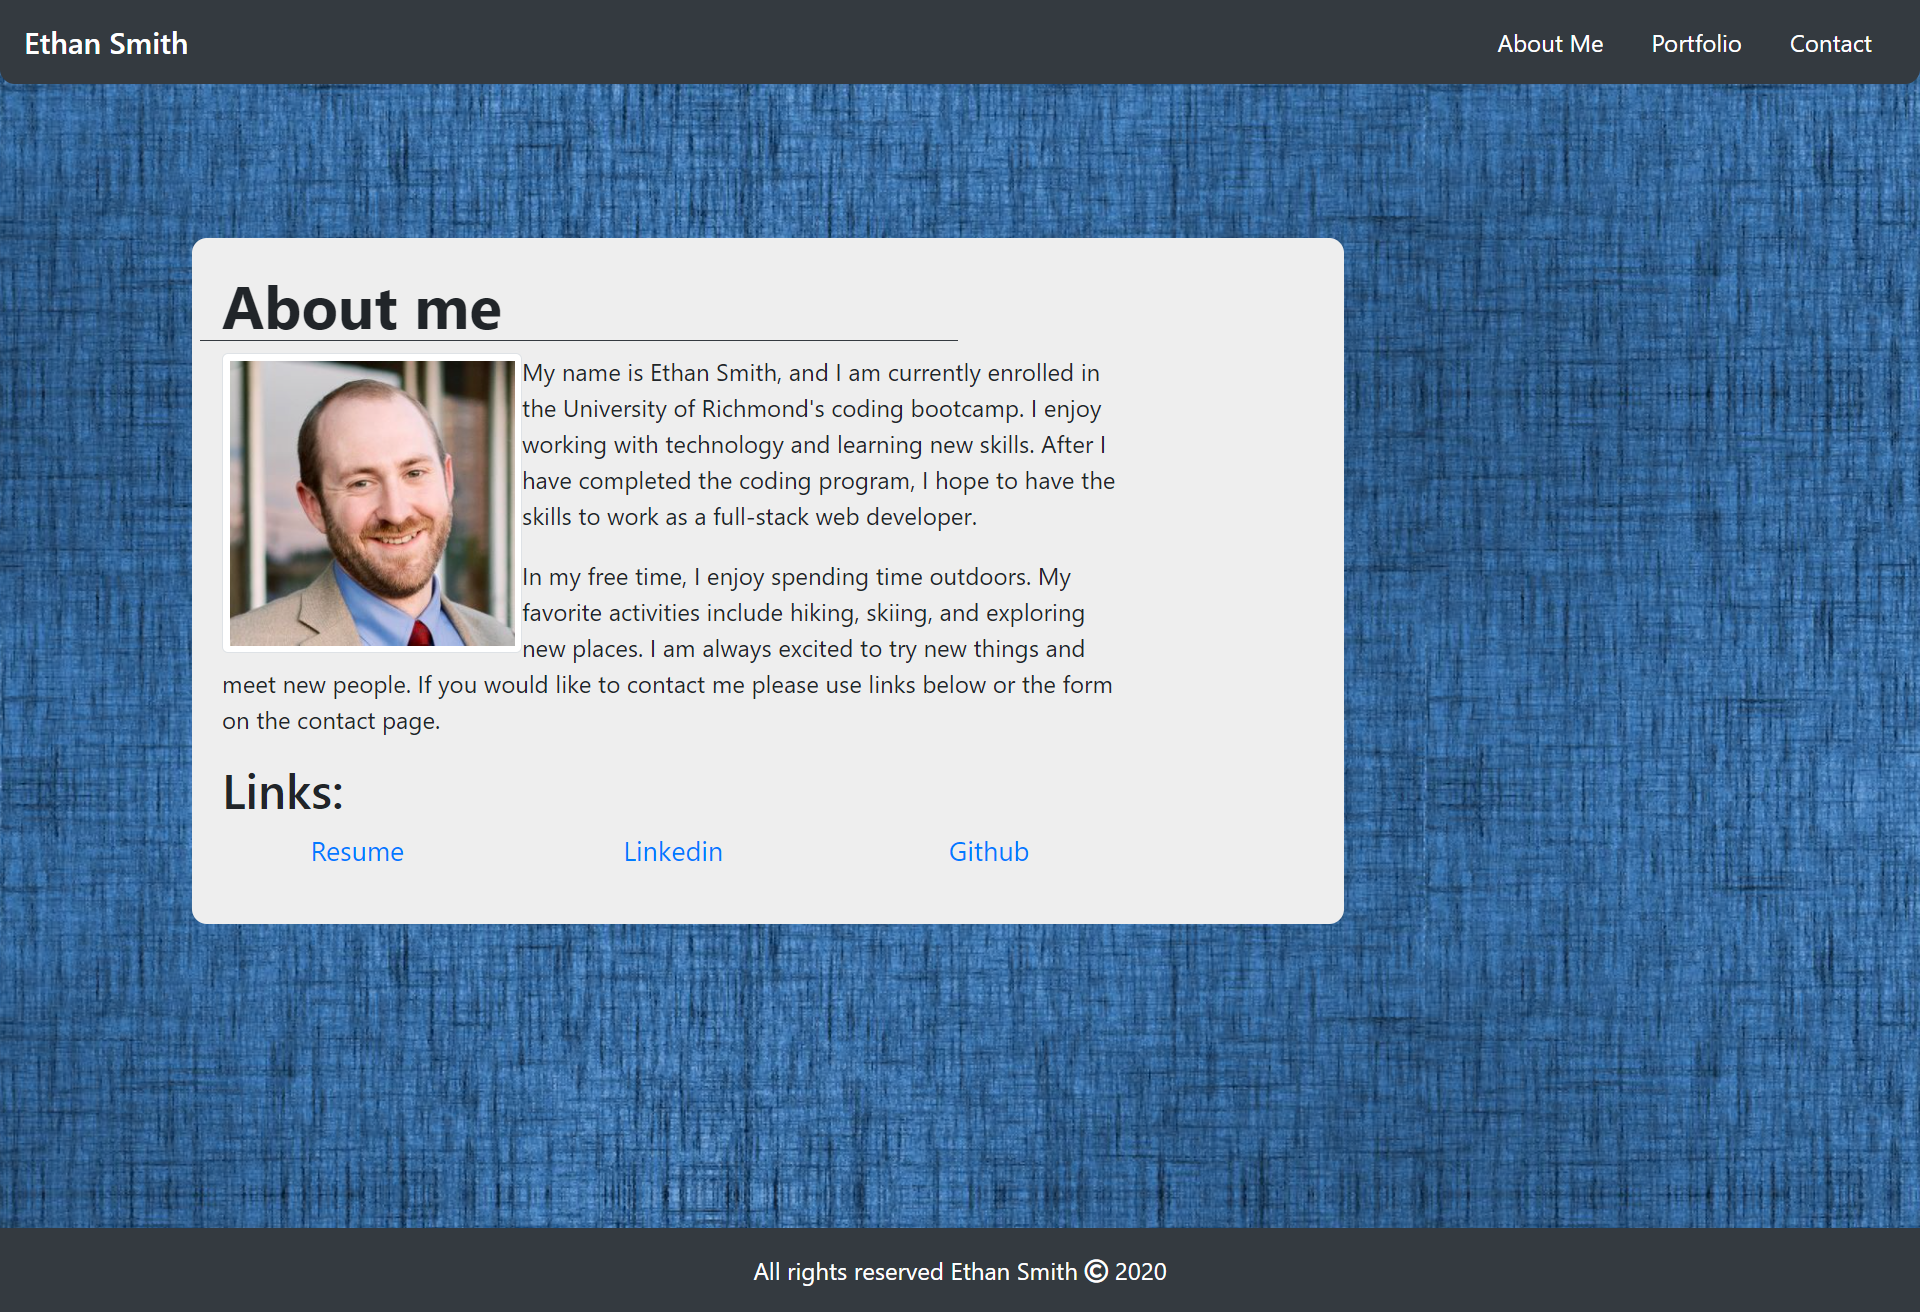 Ethan Smith
About Me
Portfolio
Contact
About me
My name is Ethan Smith, and I am currently enrolled in
the University of Richmond's coding bootcamp. I enjoy
working with technology and learning new skills. After I
have completed the coding program, I hope to have the
skills to work as a full-stack web developer.
In my free time, I enjoy spending time outdoors. My
favorite activities include hiking, skiing, and exploring
new places. I am always excited to try new things and
meet new people. If you would like to contact me please use links below or the form
on the contact page.
Links:
Resume
Linkedin
Github
All rights reserved Ethan Smith © 2020